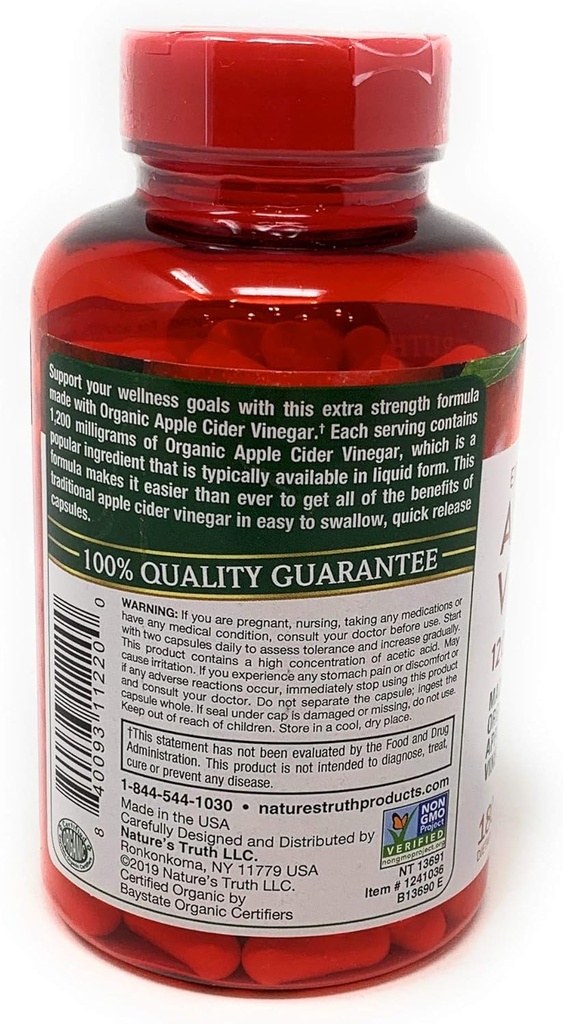 Support your wellness goals with this extra strength formula
made with Organic Apple Cider Vinegar.† Each serving contains
1,200 milligrams of Organic Apple Cider Vinegar, which is a
popular ingredient that is typically available in liquid form. This
formula makes it easier than ever to get all of the benefits of
traditional apple cider vinegar in easy to swallow, quick release
capsules.
100% QUALITY GUARANTEE
WARNING: If you are pregnant, nursing, taking any medications or
have any medical condition, consult your doctor before use. Start
with two capsules daily to assess tolerance and increase gradually.
This product contains a high concentration of acetic acid. May
cause irritation. If you experience any stomach pain or discomfort or
if any adverse reactions occur, immediately stop using this product
and consult your doctor. Do not separate the capsule; ingest the
capsule whole. If seal under cap is damaged or missing, do not use.
Keep out of reach of children. Store in a cool, dry place.
†This statement has not been evaluated by the Food and Drug
Administration. This product is not intended to diagnose, treat,
cure or prevent any disease.
1-844-544-1030 • naturestruthproducts.com
Made in the USA
Carefully Designed and Distributed by
Nature's Truth LLC.
Ronkonkoma, NY 11779 USA
©2019 Nature's Truth LLC.
Certified Organic by
Baystate Organic Certifiers
NON
GMO
Project
VERIFIED
nongmoproject.org
NT 13691
Item # 1241036
B13690 E
8 40093 11220 0